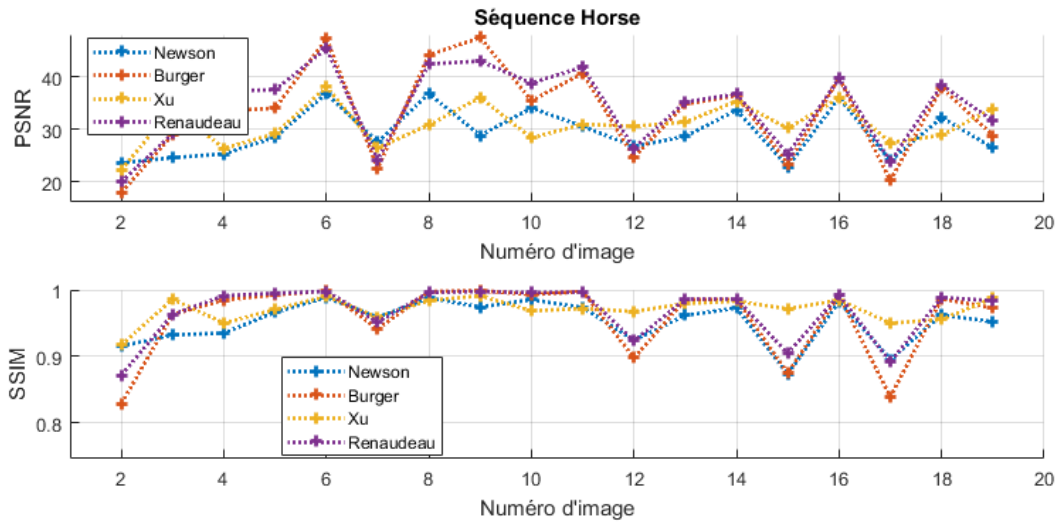 Séquence Horse
PSNR
40
30
20
Newson
Burger
Xu
Renaudeau
2 4 6 8 10 12 14 16 18 20
Numéro d'image
SSIM
1
0.9
0.8
Newson
Burger
Xu
Renaudeau
2 4 6 8 10 12 14 16 18 20
Numéro d'image